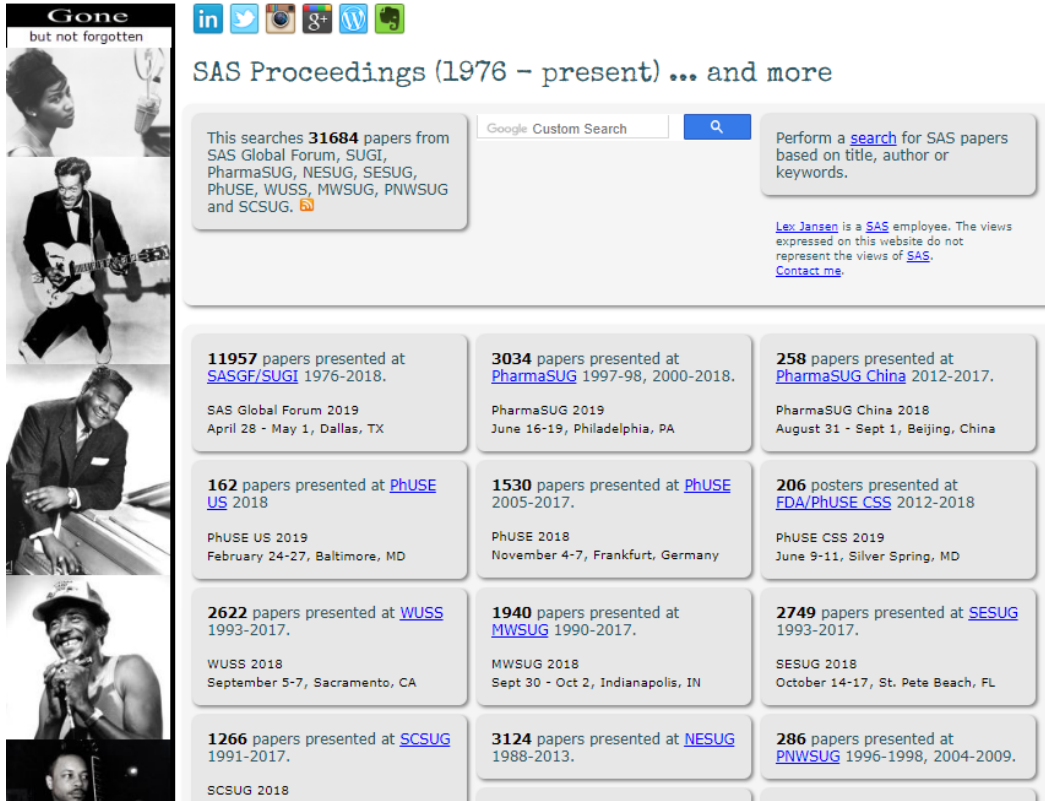 Gone
but not forgotten
in
g+
SAS Proceedings (1976 - present) ... and more
This searches 31684 papers from
SAS Global Forum, SUGI,
PharmaSUG, NESUG, SESUG,
PhUSE, WUSS, MWSUG, PNWSUG
and SCSUG.
Google Custom Search
Perform a search for SAS papers
based on title, author or
keywords.
Lex Jansen is a SAS employee. The views
expressed on this website do not
represent the views of SAS.
Contact me.
11957 papers presented at
SASGF/SUGI 1976-2018.
SAS Global Forum 2019
April 28 - May 1, Dallas, TX
3034 papers presented at
PharmaSUG 1997-98, 2000-2018.
PharmaSUG 2019
June 16-19, Philadelphia, PA
258 papers presented at
PharmaSUG China 2012-2017.
PharmaSUG China 2018
August 31 - Sept 1, Beijing, China
162 papers presented at PhUSE
US 2018
PhUSE US 2019
February 24-27, Baltimore, MD
1530 papers presented at PhUSE
2005-2017.
PhUSE 2018
November 4-7, Frankfurt, Germany
206 posters presented at
FDA/PhUSE CSS 2012-2018
PhUSE CSS 2019
June 9-11, Silver Spring, MD
2622 papers presented at WUSS
1993-2017.
WUSS 2018
September 5-7, Sacramento, CA
1940 papers presented at
MWSUG 1990-2017.
MWSUG 2018
Sept 30 - Oct 2, Indianapolis, IN
2749 papers presented at SESUG
1993-2017.
SESUG 2018
October 14-17, St. Pete Beach, FL
1266 papers presented at SCSUG
1991-2017.
SCSUG 2018
3124 papers presented at NESUG
1988-2013.
286 papers presented at
PNWSUG 1996-1998, 2004-2009.